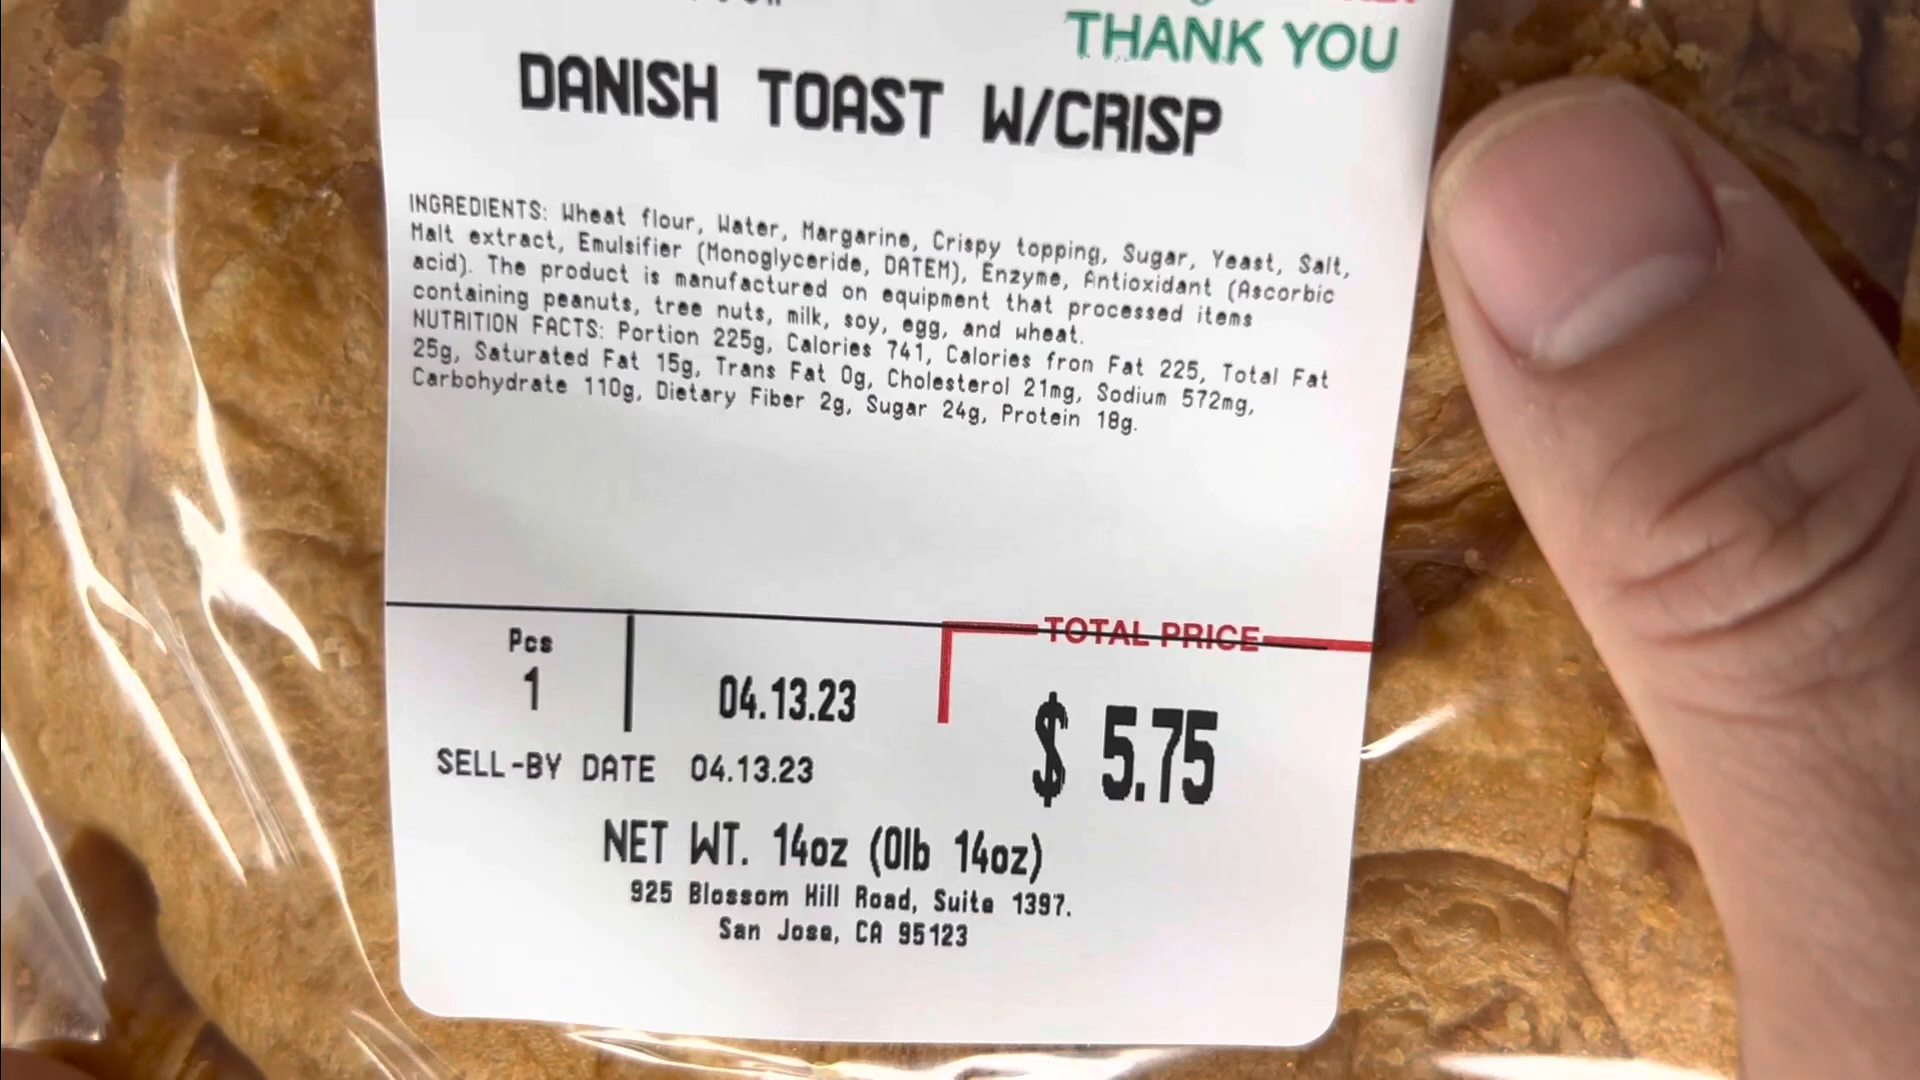 THANK YOU
DANISH TOAST W/CRISP
INGREDIENTS: Wheat flour, Water, Margarine, Crispy topping, Sugar, Yeast, Salt,
Malt extract, Emulsifier (Monoglyceride, DATEM), Enzyme, Antioxidant (Ascorbic
acid). The product is manufactured on equipment that processed items
containing peanuts, tree nuts, milk, soy, egg, and wheat.
NUTRITION FACTS: Portion 225g, Calories 741, Calories from Fat 225, Total Fat
25g, Saturated Fat 15g, Trans Fat 0g, Cholesterol 21mg, Sodium 572mg,
Carbohydrate 110g, Dietary Fiber 2g, Sugar 24g, Protein 18g.
Pcs
1
04.13.23
TOTAL PRICE
$ 5.75
SELL-BY DATE 04.13.23
NET WT. 14oz (0lb 14oz)
925 Blossom Hill Road, Suite 1397.
San Jose, CA 95123